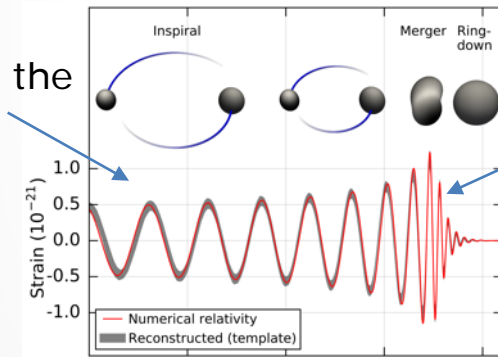 Inspiral
Merger
Ring-
down
the
Strain (10⁻²¹)
1.0
0.5
0.0
-0.5
-1.0
Numerical relativity
Reconstructed (template)